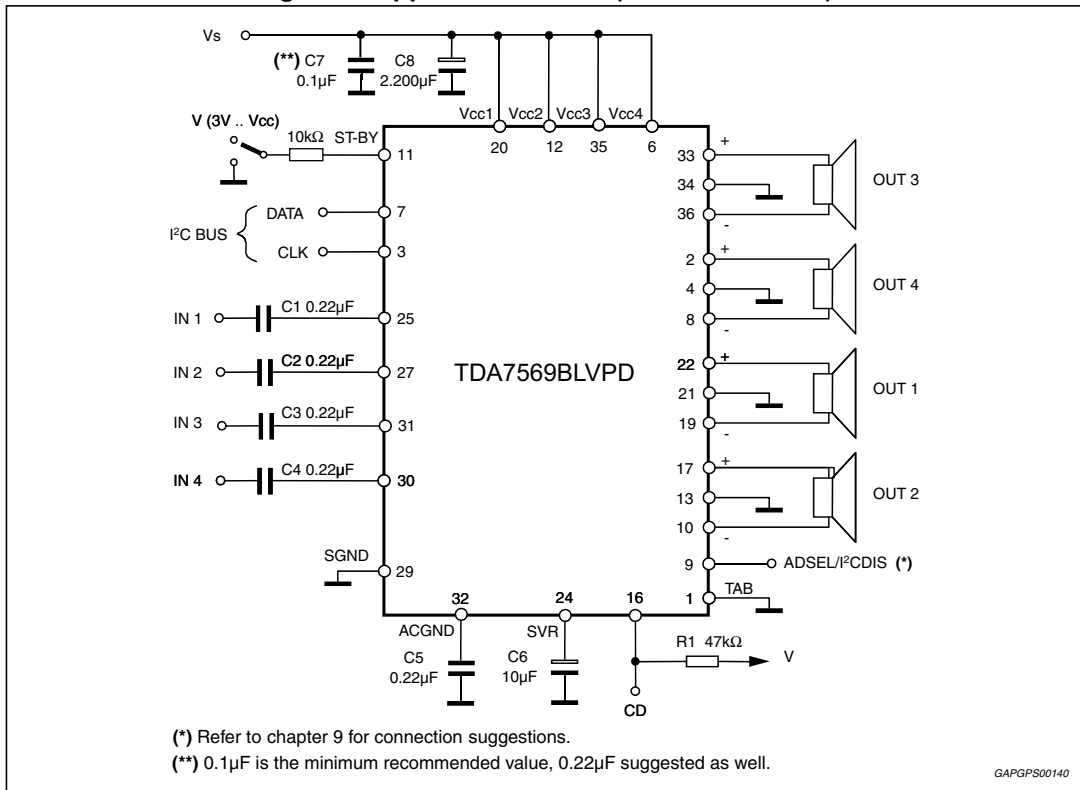 Vs
(**) C7
0.1µF
C8
2.200µF
Vcc1
Vcc2
Vcc3
Vcc4
20
12
35
6
V (3V .. Vcc)
10kΩ
ST-BY
11
I²C BUS
DATA
7
CLK
3
IN 1
C1 0.22µF
25
IN 2
C2 0.22µF
27
IN 3
C3 0.22µF
31
IN 4
C4 0.22µF
30
SGND
29
TDA7569BLVPD
33
+
34
36
-
OUT 3
2
+
4
8
-
OUT 4
22
+
21
19
-
OUT 1
17
+
13
10
-
OUT 2
9
ADSEL/I²CDIS (*)
1
TAB
32
24
16
ACGND
SVR
C5
0.22µF
C6
10µF
R1 47kΩ
V
CD
(*) Refer to chapter 9 for connection suggestions.
(**) 0.1µF is the minimum recommended value, 0.22µF suggested as well.
GAPGPS00140